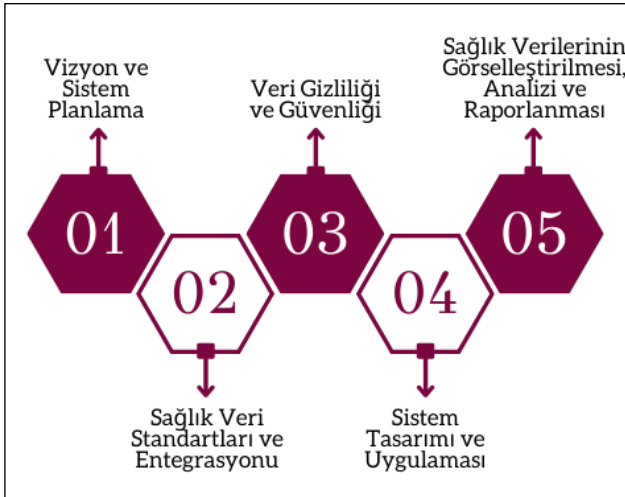 Vizyon ve
Sistem
Planlama
01
Sağlık Veri
Standartları ve
Entegrasyonu
02
Veri Gizliliği
ve Güvenliği
03
Sistem
Tasarımı ve
Uygulaması
04
Sağlık Verilerinin
Görselleştirilmesi,
Analizi ve
Raporlanması
05